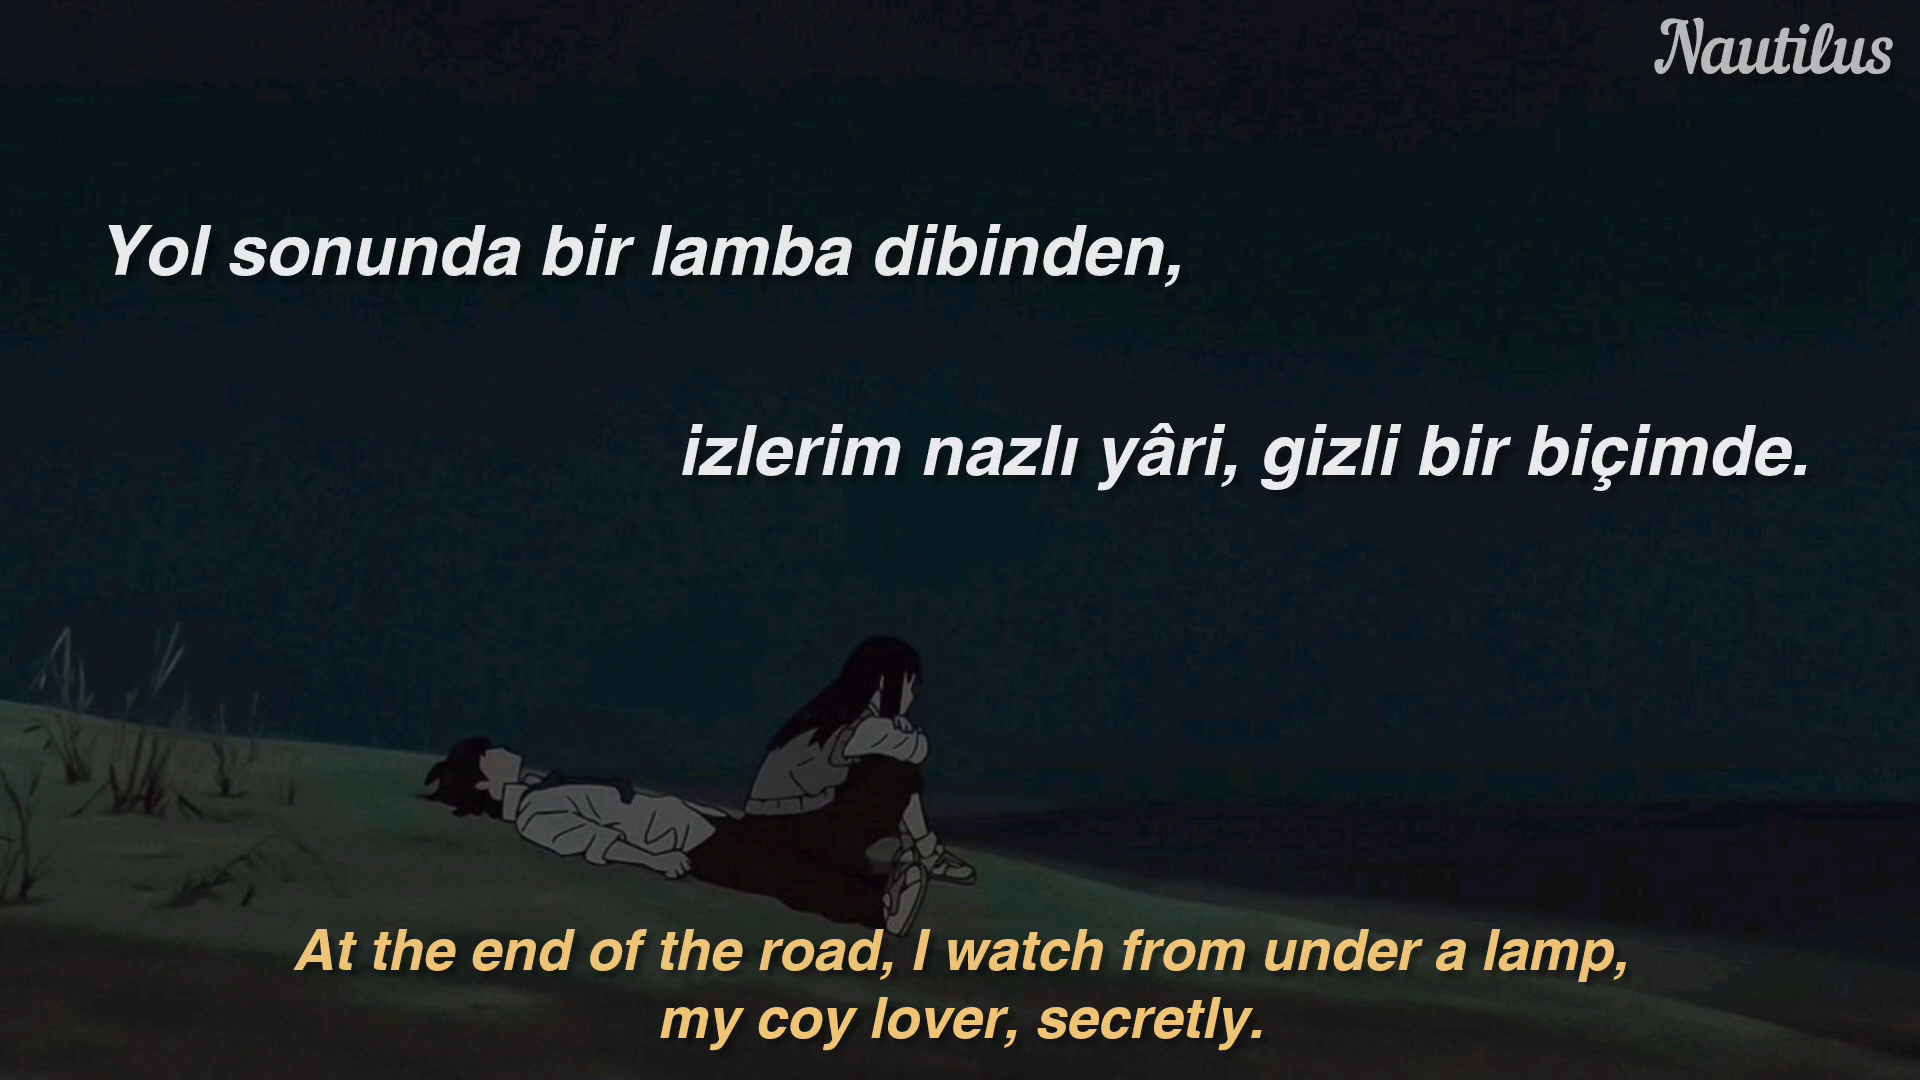 Nautilus
Yol sonunda bir lamba dibinden,
izlerim nazlı yâri, gizli bir biçimde.
At the end of the road, I watch from under a lamp,
my coy lover, secretly.